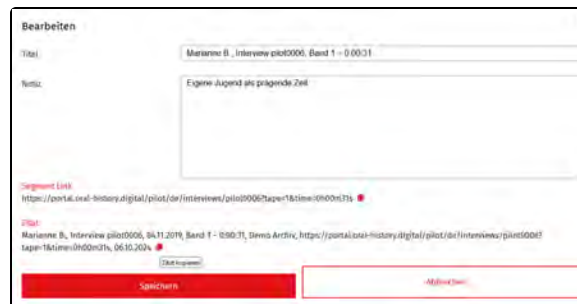 Bearbeiten
Titel
Marianne B., Interview pilot0006, Band 1 – 0:00:31
Notiz
Eigene Jugend als prägende Zeit
Segment Link
https://portal.oral-history.digital/pilot/de/interviews/pilot0006?tape=1&time=0h00m31s
Zitat
Marianne B., Interview pilot0006, 04.11.2019, Band 1 – 0:00:31, Demo Archiv, https://portal.oral-history.digital/pilot/de/interviews/pilot0006?
tape=1&time=0h00m31s, 06.10.2024
Zitat kopieren
Speichern
Abbrechen